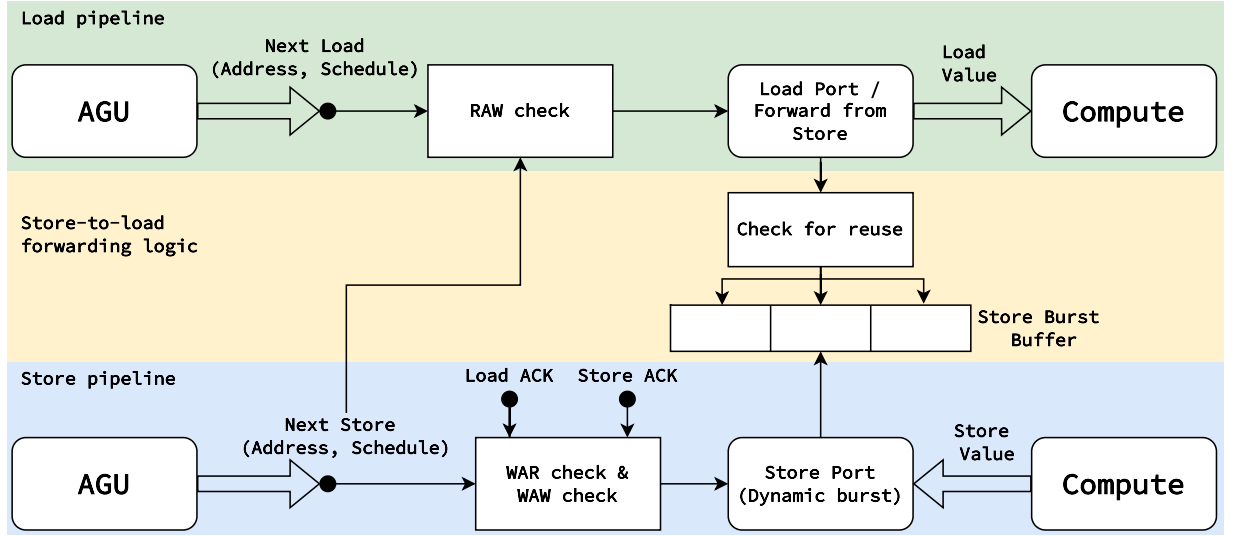 Load pipeline
Next Load
(Address, Schedule)
AGU
RAW check
Load Port /
Forward from
Store
Load
Value
Compute
Store-to-load
forwarding logic
Check for reuse
Store Burst
Buffer
Store pipeline
Load ACK
Store ACK
Next Store
(Address, Schedule)
AGU
WAR check &
WAW check
Store Port
(Dynamic burst)
Store
Value
Compute